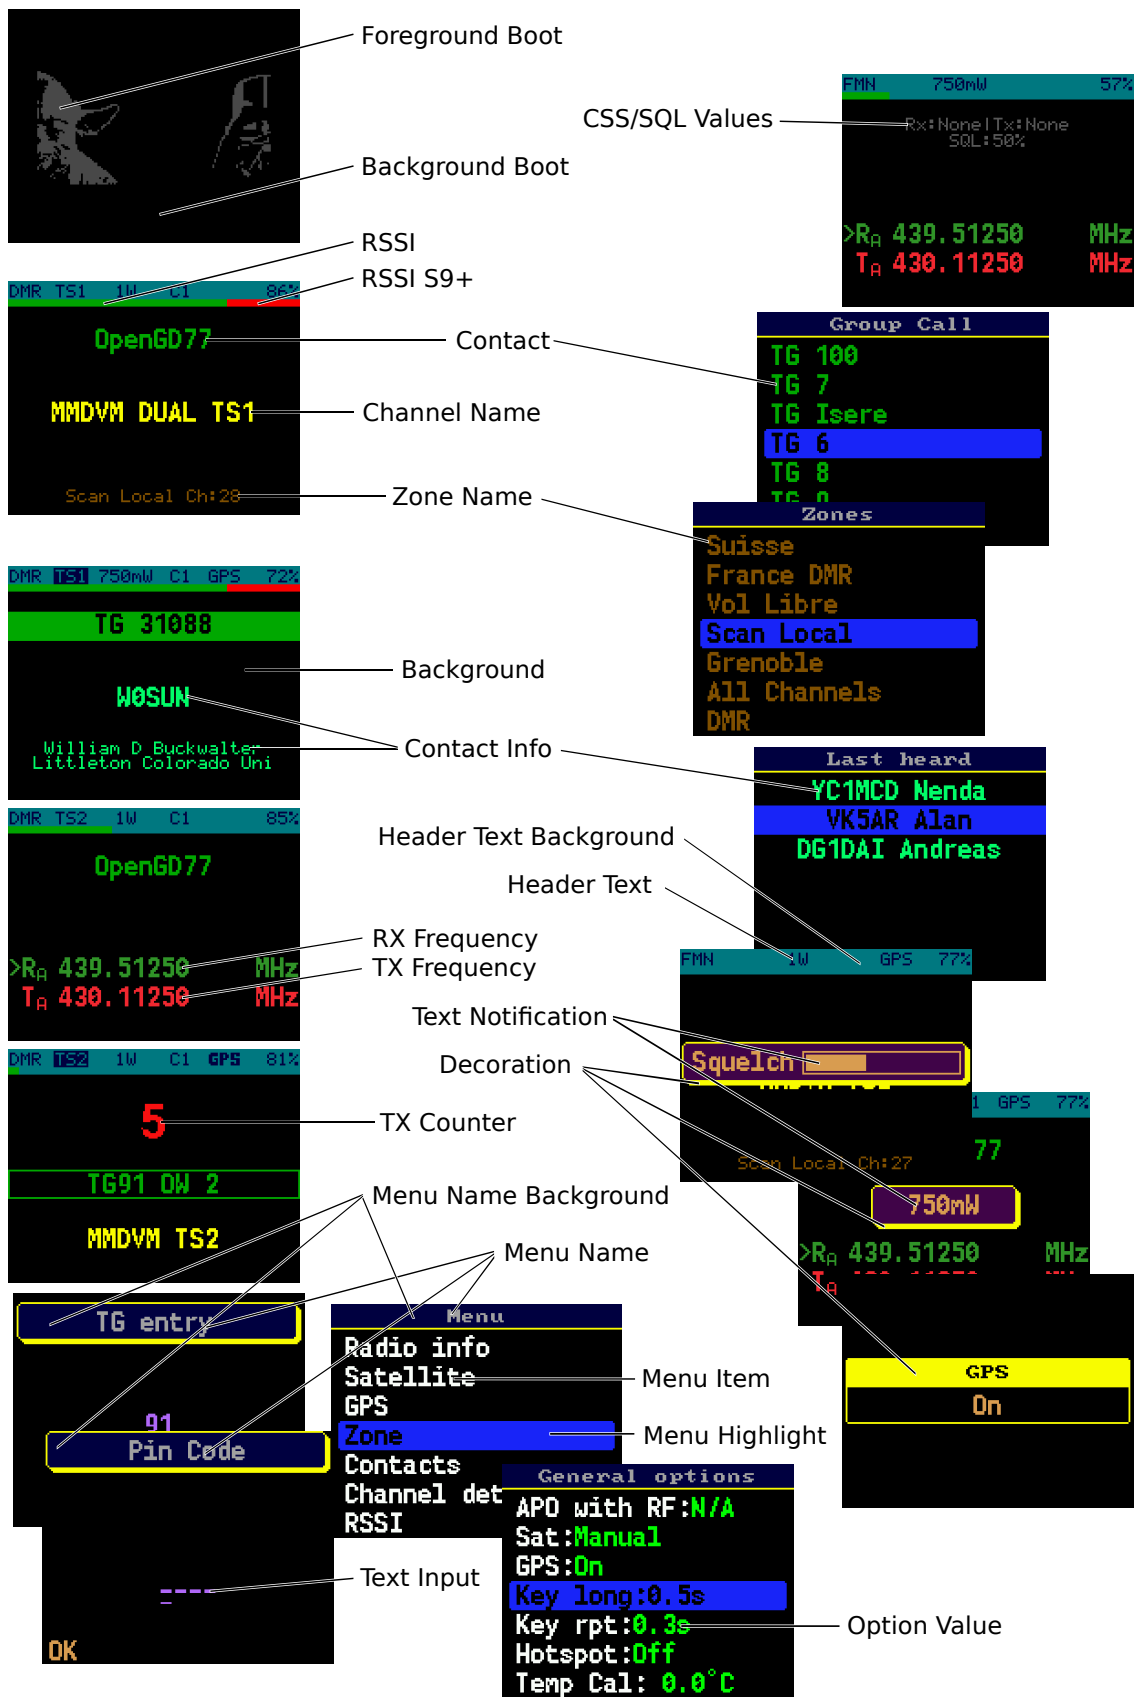 Foreground Boot
Background Boot
RSSI
RSSI S9+
DMR TS1 1W C1 86%
OpenGD77
Contact
MMDVM DUAL TS1
Channel Name
Scan Local Ch:28
Zone Name
CSS/SQL Values
FMN 750mW 57%
Rx:None|Tx:None
SQL:50%
>RA 439.51250 MHz
TA 430.11250 MHz
Group Call
TG 100
TG 7
TG Isere
TG 6
TG 8
Zones
Suisse
France DMR
Vol Libre
Scan Local
Grenoble
All Channels
DMR
DMR TS1 750mW C1 GPS 72%
TG 31088
Background
W0SUN
Contact Info
William D Buckwalter
Littleton Colorado Uni
Last heard
YC1MCD Nenda
VK5AR Alan
DG1DAI Andreas
DMR TS2 1W C1 85%
OpenGD77
Header Text Background
Header Text
RX Frequency
TX Frequency
>RA 439.51250 MHz
TA 430.11250 MHz
FMN 1W GPS 77%
Text Notification
Decoration
Squelch
Scan Local Ch:27
1 GPS 77%
77
750mW
>RA 439.51250 MHz
TA
GPS
On
DMR TS2 1W C1 GPS 81%
5
TX Counter
TG91 OW 2
MMDVM TS2
Menu Name Background
Menu Name
TG entry
91
Pin Code
Text Input
OK
Menu
Radio info
Satellite
GPS
Zone
Contacts
Channel det
RSSI
Menu Item
Menu Highlight
General options
APO with RF:N/A
Sat:Manual
GPS:On
Key long:0.5s
Key rpt:0.3s
Hotspot:Off
Temp Cal: 0.0°C
Option Value